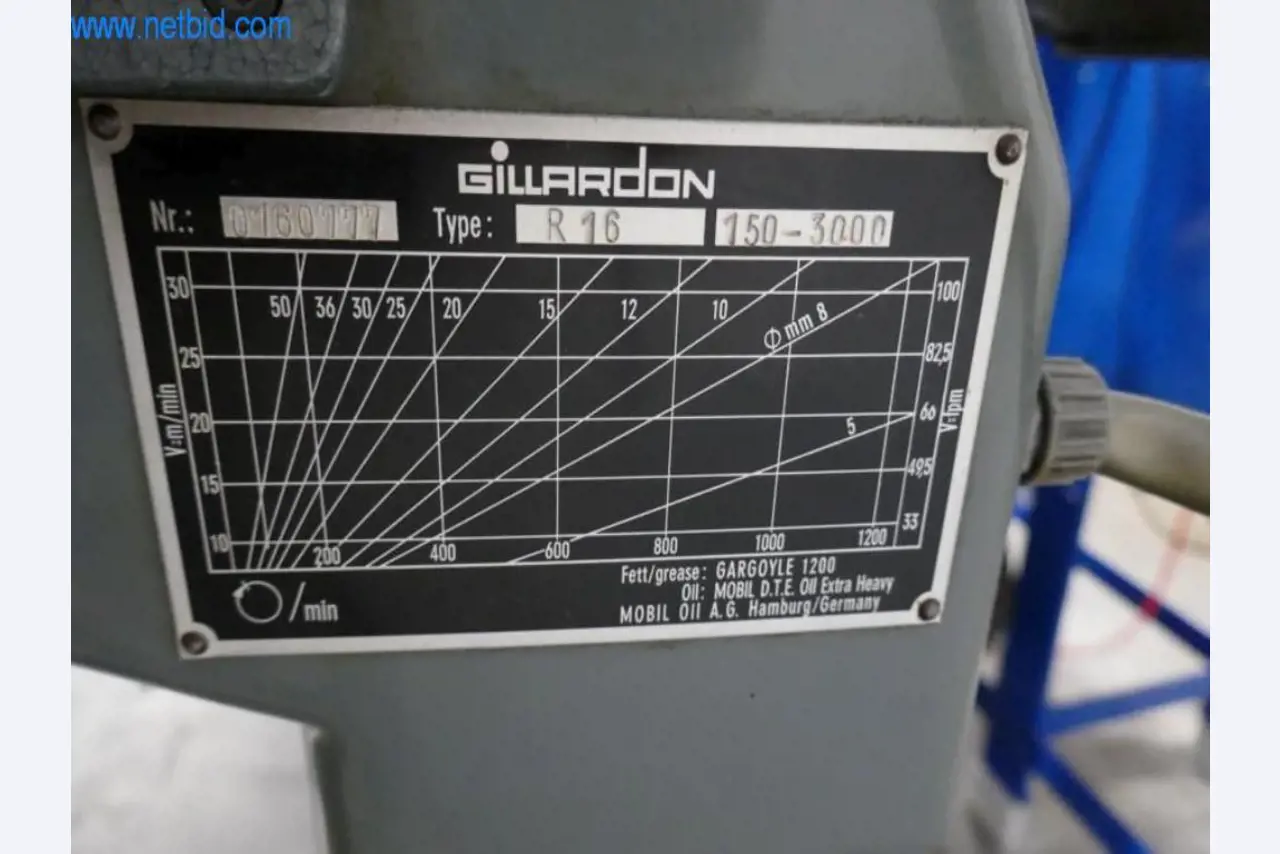 www.netbid.com
GILLARDON
Nr.: 0160777 Type: R 16 150-3000
30 50 36 30 25 20 15 12 10 Ø mm 8 100
25 82,5
V=m/min 20 5 66 V=fpm
15 49,5
10 200 400 600 800 1000 1200 33
/min
Fett/grease: GARGOYLE 1200
Oil: MOBIL D.T.E. Oil Extra Heavy
MOBIL Oil A.G. Hamburg/Germany